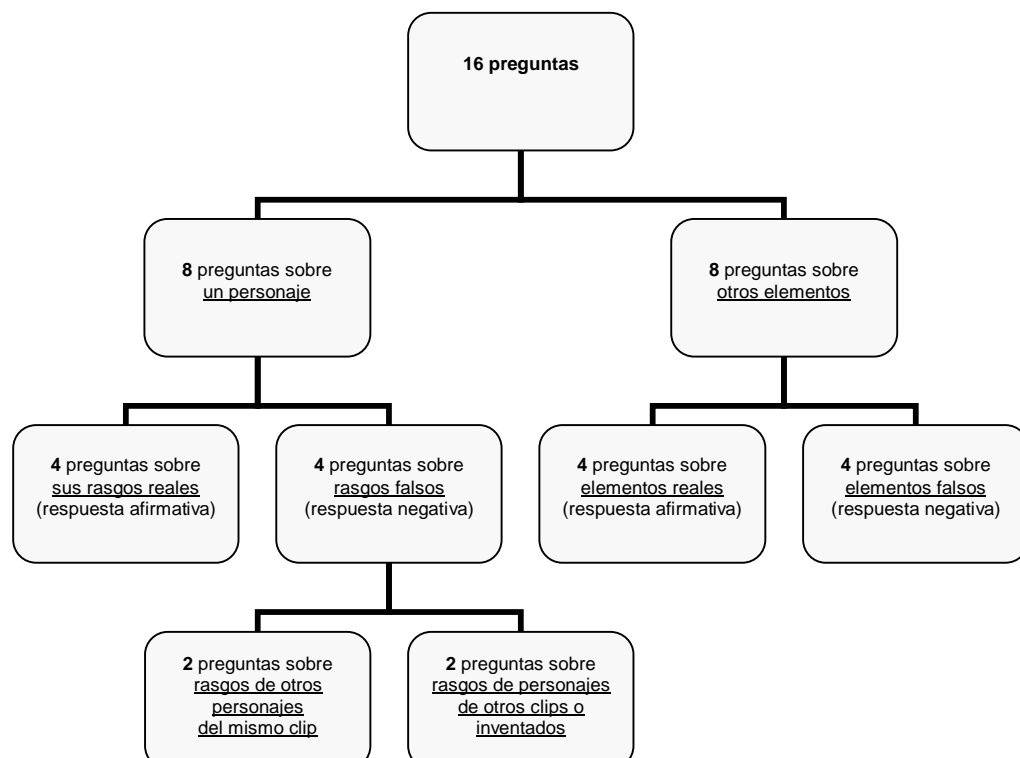 16 preguntas
8 preguntas sobre
un personaje
8 preguntas sobre
otros elementos
4 preguntas sobre
sus rasgos reales
(respuesta afirmativa)
4 preguntas sobre
rasgos falsos
(respuesta negativa)
4 preguntas sobre
elementos reales
(respuesta afirmativa)
4 preguntas sobre
elementos falsos
(respuesta negativa)
2 preguntas sobre
rasgos de otros
personajes
del mismo clip
2 preguntas sobre
rasgos de personajes
de otros clips o
inventados